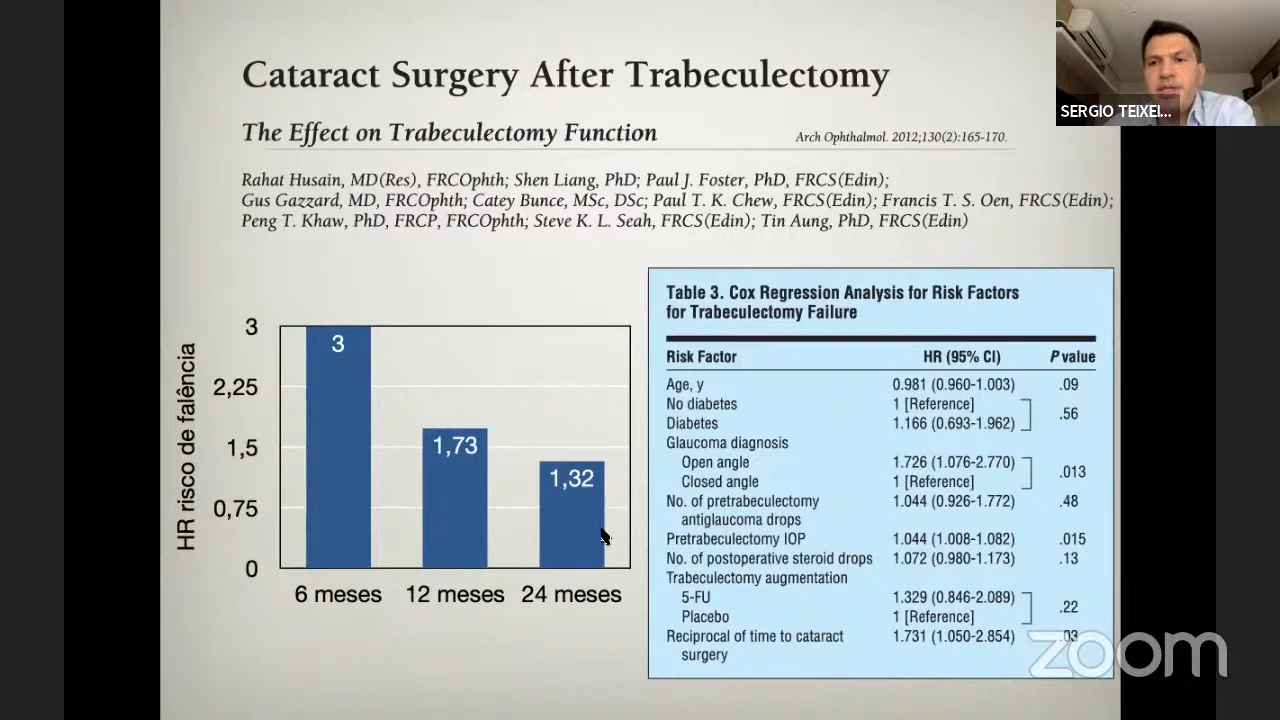 Cataract Surgery After Trabeculectomy
The Effect on Trabeculectomy Function
Arch Ophthalmol. 2012;130(2):165-170.
Rahat Husain, MD(Res), FRCOphth; Shen Liang, PhD; Paul J. Foster, PhD, FRCS(Edin);
Gus Gazzard, MD, FRCOphth; Catey Bunce, MSc, DSc; Paul T. K. Chew, FRCS(Edin); Francis T. S. Oen, FRCS(Edin);
Peng T. Khaw, PhD, FRCP, FRCOphth; Steve K. L. Seah, FRCS(Edin); Tin Aung, PhD, FRCS(Edin)
SERGIO TEIXEI...
HR risco de falência
3
2,25
1,5
0,75
0
3
1,73
1,32
6 meses 12 meses 24 meses
Table 3. Cox Regression Analysis for Risk Factors
for Trabeculectomy Failure
Risk Factor HR (95% CI) P value
Age, y 0.981 (0.960-1.003) .09
No diabetes 1 [Reference]
.56
Diabetes 1.166 (0.693-1.962)
Glaucoma diagnosis
Open angle 1.726 (1.076-2.770)
.013
Closed angle 1 [Reference]
No. of pretrabeculectomy 1.044 (0.926-1.772) .48
antiglaucoma drops
Pretrabeculectomy IOP 1.044 (1.008-1.082) .015
No. of postoperative steroid drops 1.072 (0.980-1.173) .13
Trabeculectomy augmentation
5-FU 1.329 (0.846-2.089)
.22
Placebo 1 [Reference]
Reciprocal of time to cataract 1.731 (1.050-2.854) .03
surgery
zoom